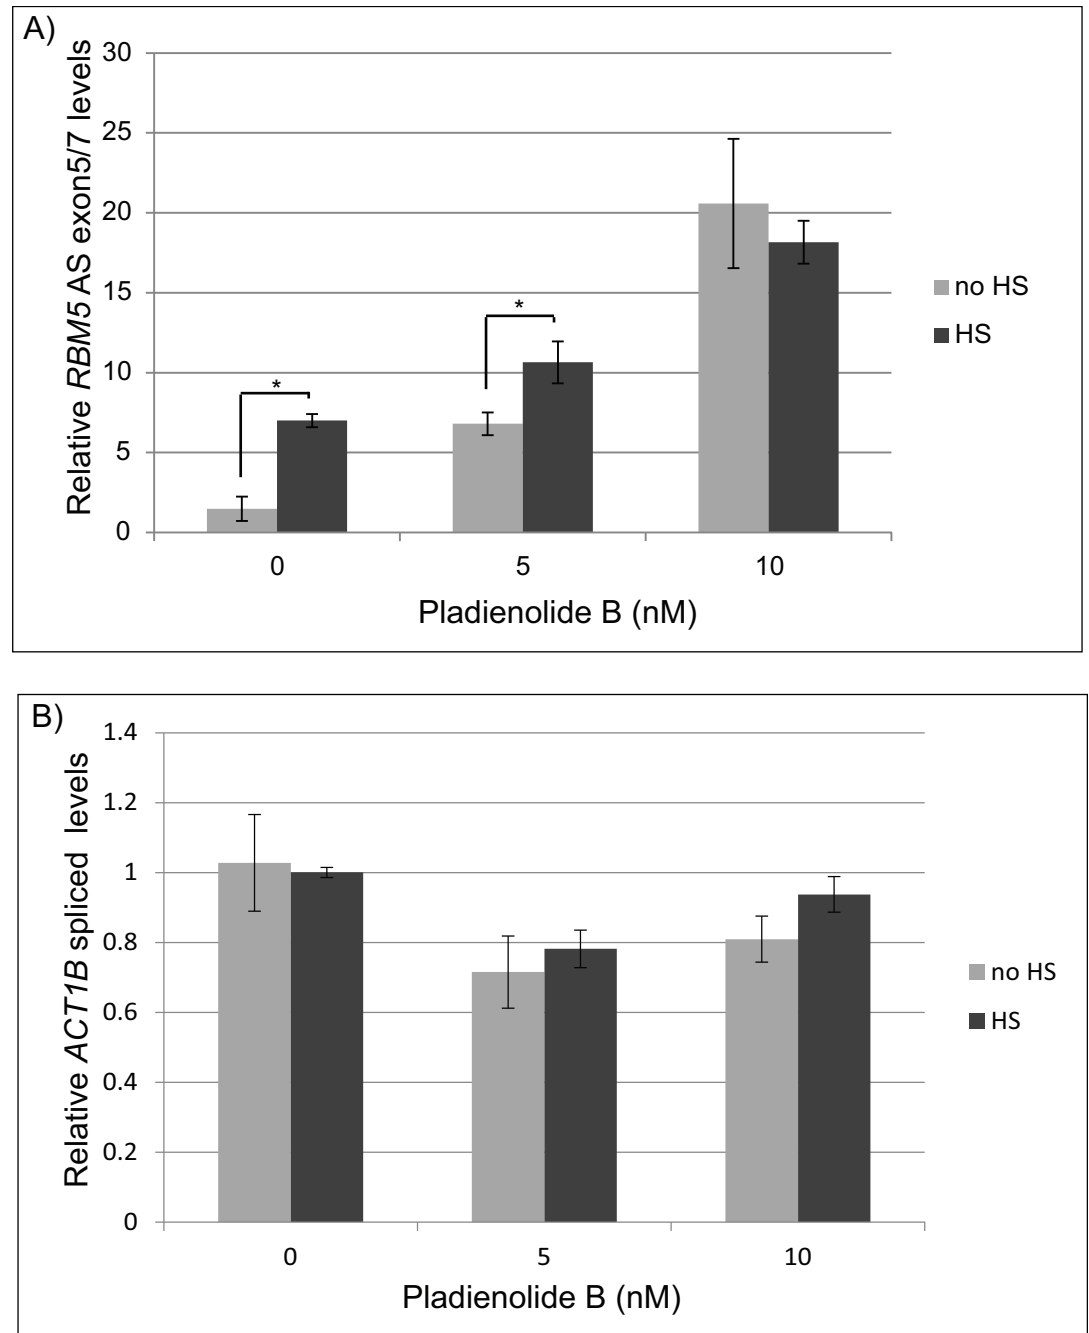 A)
Relative RBM5 AS exon5/7 levels
30
25
20
15
10
5
0
*
*
0 5 10
Pladienolide B (nM)
no HS
HS
B)
Relative ACT1B spliced levels
1.4
1.2
1
0.8
0.6
0.4
0.2
0
0 5 10
Pladienolide B (nM)
no HS
HS